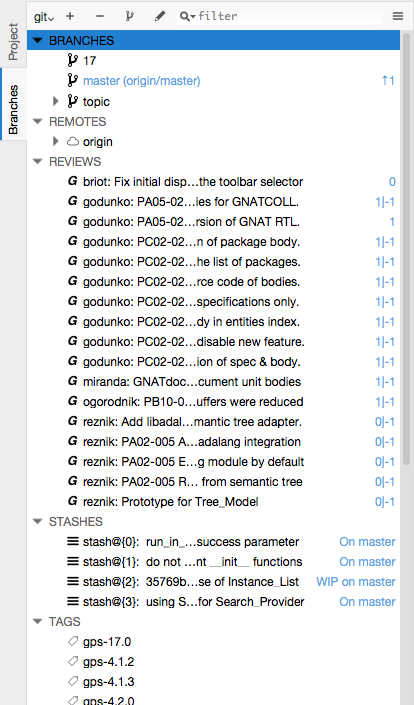 git
filter
Project
Branches
BRANCHES
17
master (origin/master) ↑1
topic
REMOTES
origin
REVIEWS
G briot: Fix initial disp...the toolbar selector 0
G godunko: PA05-02...ies for GNATCOLL. 1|-1
G godunko: PA05-02...rsion of GNAT RTL. 1
G godunko: PC02-02...n of package body. 1|-1
G godunko: PC02-02...he list of packages. 1|-1
G godunko: PC02-02...rce code of bodies. 1|-1
G godunko: PC02-02...specifications only. 1|-1
G godunko: PC02-02...dy in entities index. 1|-1
G godunko: PC02-02...disable new feature. 1|-1
G godunko: PC02-02...ion of spec & body. 1|-1
G miranda: GNATdoc...cument unit bodies 1|-1
G ogorodnik: PB10-0...uffers were reduced 1|-1
G reznik: Add libadal...mantic tree adapter. 0|-1
G reznik: PA02-005 A...adalang integration 0|-1
G reznik: PA02-005 E...g module by default 0|-1
G reznik: PA02-005 R... from semantic tree 0|-1
G reznik: Prototype for Tree_Model 0|-1
STASHES
stash@{0}: run_in_...success parameter On master
stash@{1}: do not ...nt __init__ functions On master
stash@{2}: 35769b...se of Instance_List WIP on master
stash@{3}: using S...for Search_Provider On master
TAGS
gps-17.0
gps-4.1.2
gps-4.1.3
gps-4.2.0